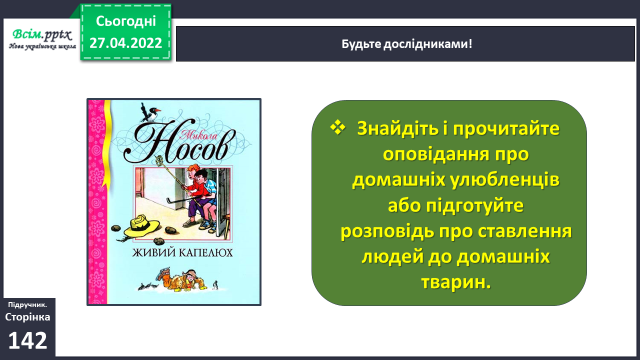 Всім.pptx
Нова українська школа
Сьогодні
27.04.2022
Будьте дослідниками!
Микола
Носов
ЖИВИЙ КАПЕЛЮХ
❖ Знайдіть і прочитайте
оповідання про
домашніх улюбленців
або підготуйте
розповідь про ставлення
людей до домашніх
тварин.
Підручник.
Сторінка
142